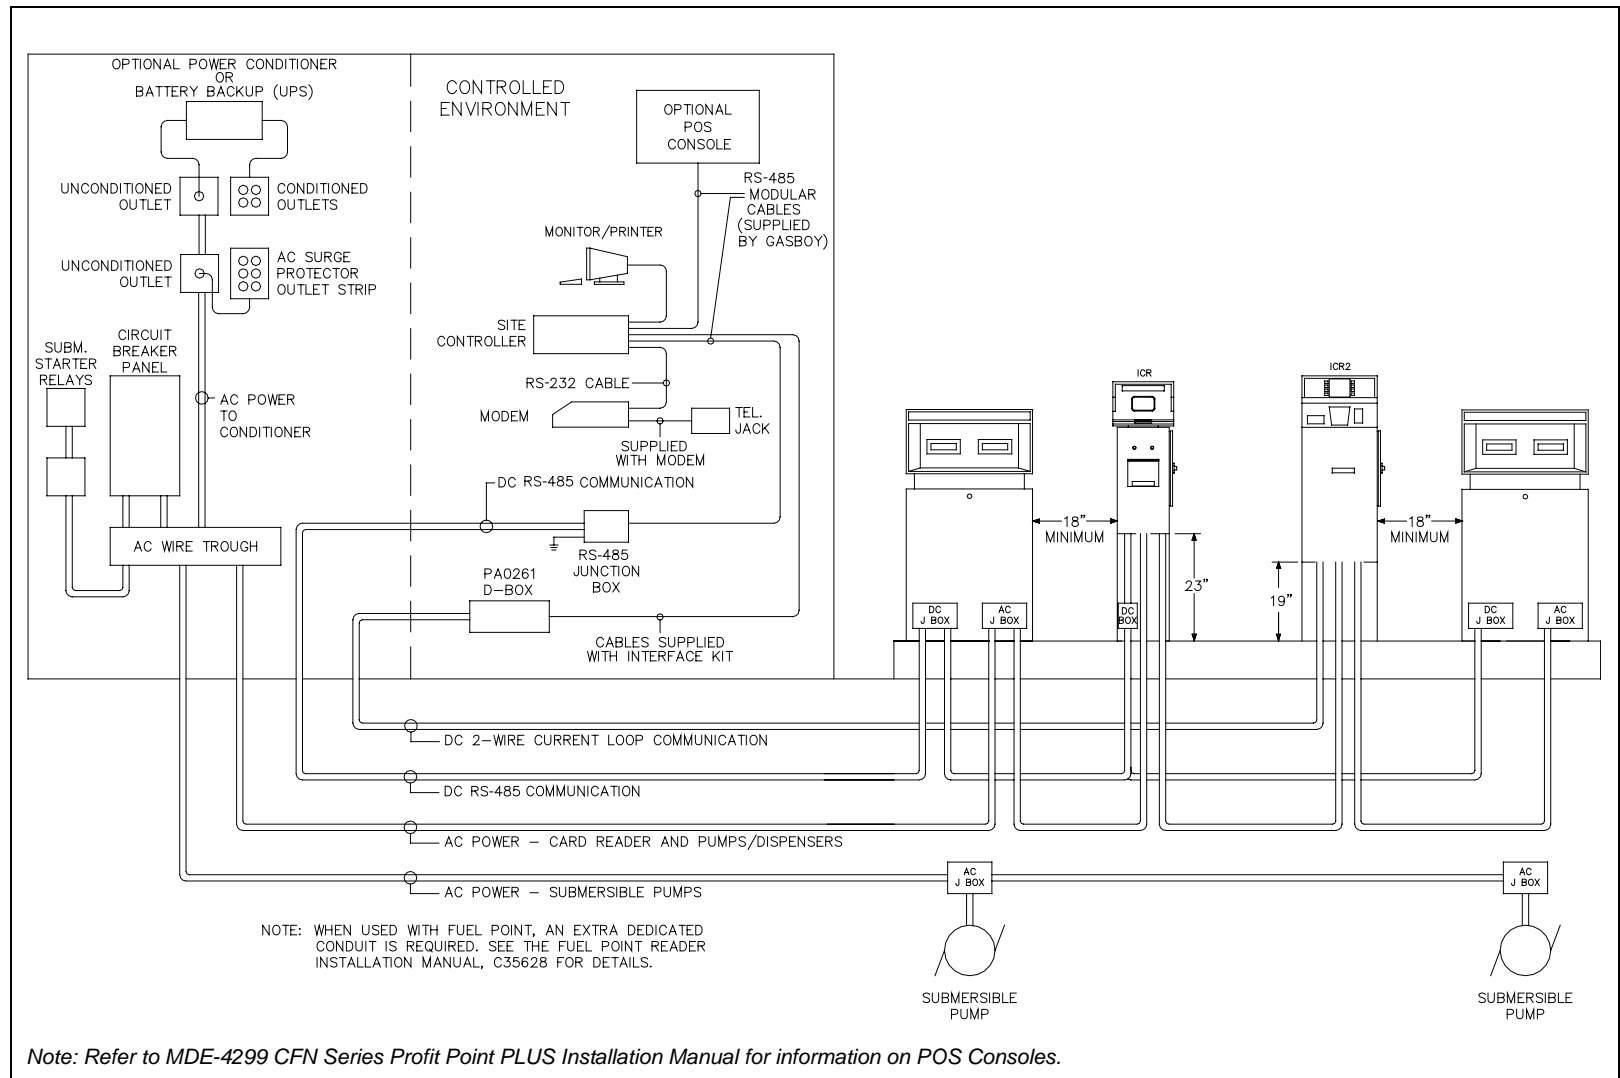 OPTIONAL POWER CONDITIONER
OR
BATTERY BACKUP (UPS)
UNCONDITIONED
OUTLET
CONDITIONED
OUTLETS
UNCONDITIONED
OUTLET
AC SURGE
PROTECTOR
OUTLET STRIP
SUBM.
STARTER
RELAYS
CIRCUIT
BREAKER
PANEL
AC POWER
TO
CONDITIONER
AC WIRE TROUGH
CONTROLLED
ENVIRONMENT
OPTIONAL
POS
CONSOLE
RS-485
MODULAR
CABLES
(SUPPLIED
BY GASBOY)
MONITOR/PRINTER
SITE
CONTROLLER
RS-232 CABLE
MODEM
TEL.
JACK
SUPPLIED
WITH MODEM
DC RS-485 COMMUNICATION
RS-485
JUNCTION
BOX
PA0261
D-BOX
CABLES SUPPLIED
WITH INTERFACE KIT
ICR
ICR2
18"
MINIMUM
18"
MINIMUM
23"
19"
DC
J BOX
AC
J BOX
DC
BOX
DC
J BOX
AC
J BOX
DC 2-WIRE CURRENT LOOP COMMUNICATION
DC RS-485 COMMUNICATION
AC POWER - CARD READER AND PUMPS/DISPENSERS
AC POWER - SUBMERSIBLE PUMPS
AC
J BOX
AC
J BOX
SUBMERSIBLE
PUMP
SUBMERSIBLE
PUMP
NOTE: WHEN USED WITH FUEL POINT, AN EXTRA DEDICATED
CONDUIT IS REQUIRED. SEE THE FUEL POINT READER
INSTALLATION MANUAL, C35628 FOR DETAILS.
Note: Refer to MDE-4299 CFN Series Profit Point PLUS Installation Manual for information on POS Consoles.